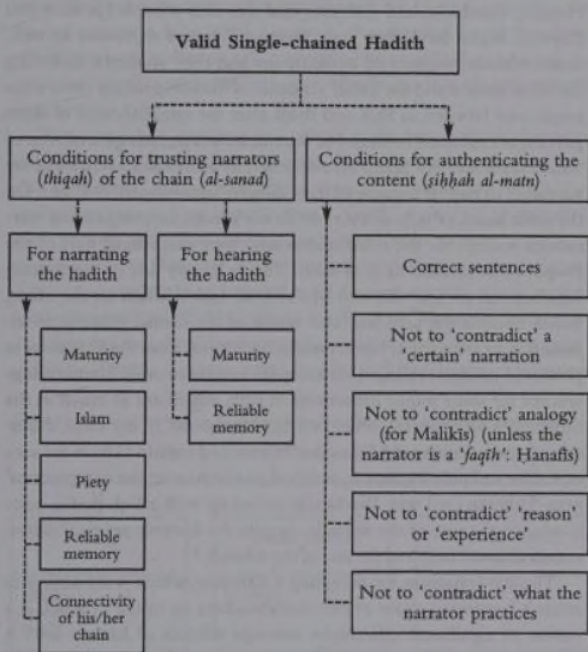 Valid Single-chained Hadith
Conditions for trusting narrators
(thiqah) of the chain (al-sanad)
Conditions for authenticating the
content (ṣiḥḥah al-matn)
For narrating
the hadith
For hearing the
hadith
Maturity
Islam
Piety
Reliable
memory
Connectivity
of his/her
chain
Maturity
Reliable
memory
Correct sentences
Not to ‘contradict’ a
‘certain’ narration
Not to ‘contradict’ analogy
(for Malikīs) (unless the
narrator is a ‘faqīh’: Ḥanafīs)
Not to ‘contradict’ ‘reason’
or ‘experience’
Not to ‘contradict’ what the
narrator practices